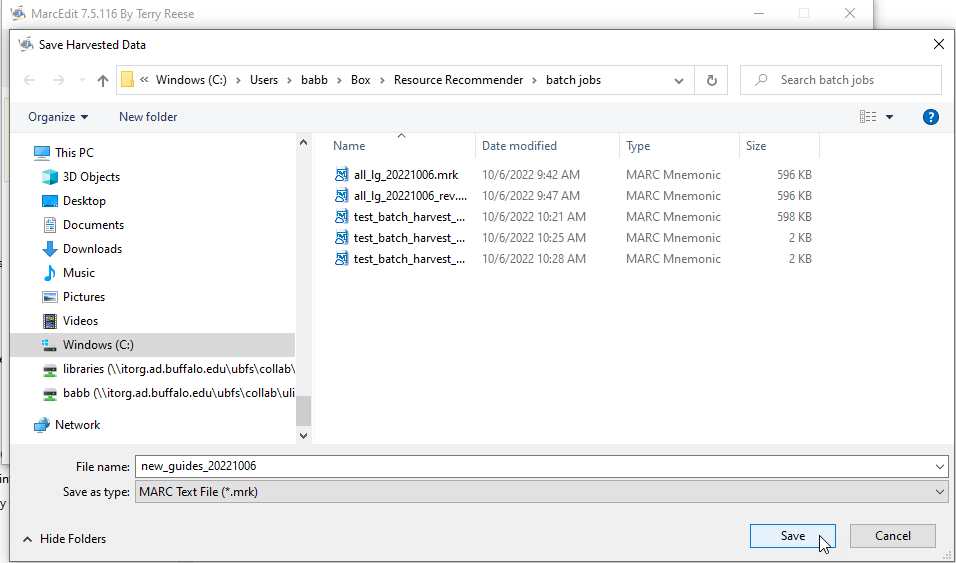 MarcEdit 7.5.116 By Terry Reese
Save Harvested Data
« Windows (C:) › Users › babb › Box › Resource Recommender › batch jobs
Search batch jobs
Organize New folder
?
Name Date modified Type Size
all_lg_20221006.mrk 10/6/2022 9:42 AM MARC Mnemonic 596 KB
all_lg_20221006_rev.... 10/6/2022 9:47 AM MARC Mnemonic 596 KB
test_batch_harvest_... 10/6/2022 10:21 AM MARC Mnemonic 598 KB
test_batch_harvest_... 10/6/2022 10:25 AM MARC Mnemonic 2 KB
test_batch_harvest_... 10/6/2022 10:28 AM MARC Mnemonic 2 KB
This PC
3D Objects
Desktop
Documents
Downloads
Music
Pictures
Videos
Windows (C:)
libraries (\\itorg.ad.buffalo.edu\ubfs\collab\
babb (\\itorg.ad.buffalo.edu\ubfs\collab\uli
Network
File name: new_guides_20221006
Save as type: MARC Text File (*.mrk)
Hide Folders
Save Cancel